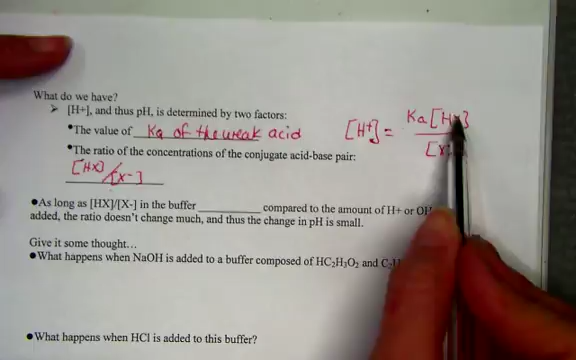 What do we have?
➢ [H+], and thus pH, is determined by two factors:
•The value of Ka of the weak acid
[H+] = Ka[HX] / [X
•The ratio of the concentrations of the conjugate acid-base pair:
[HX]/[X-]
●As long as [HX]/[X-] in the buffer __________ compared to the amount of H+ or OH
added, the ratio doesn't change much, and thus the change in pH is small.
Give it some thought…
●What happens when NaOH is added to a buffer composed of HC2H3O2 and
●What happens when HCl is added to this buffer?